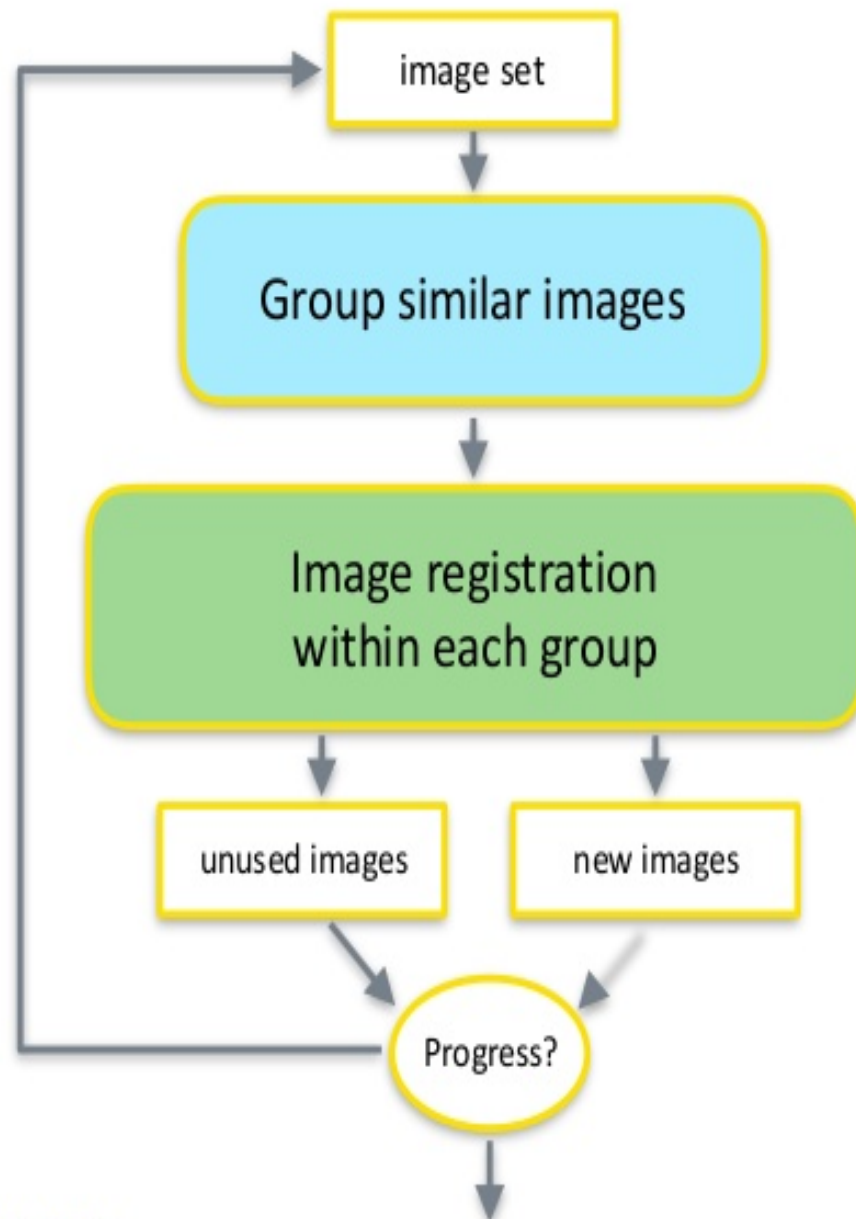 image set
Group similar images
Image registration
within each group
unused images
new images
Progress?